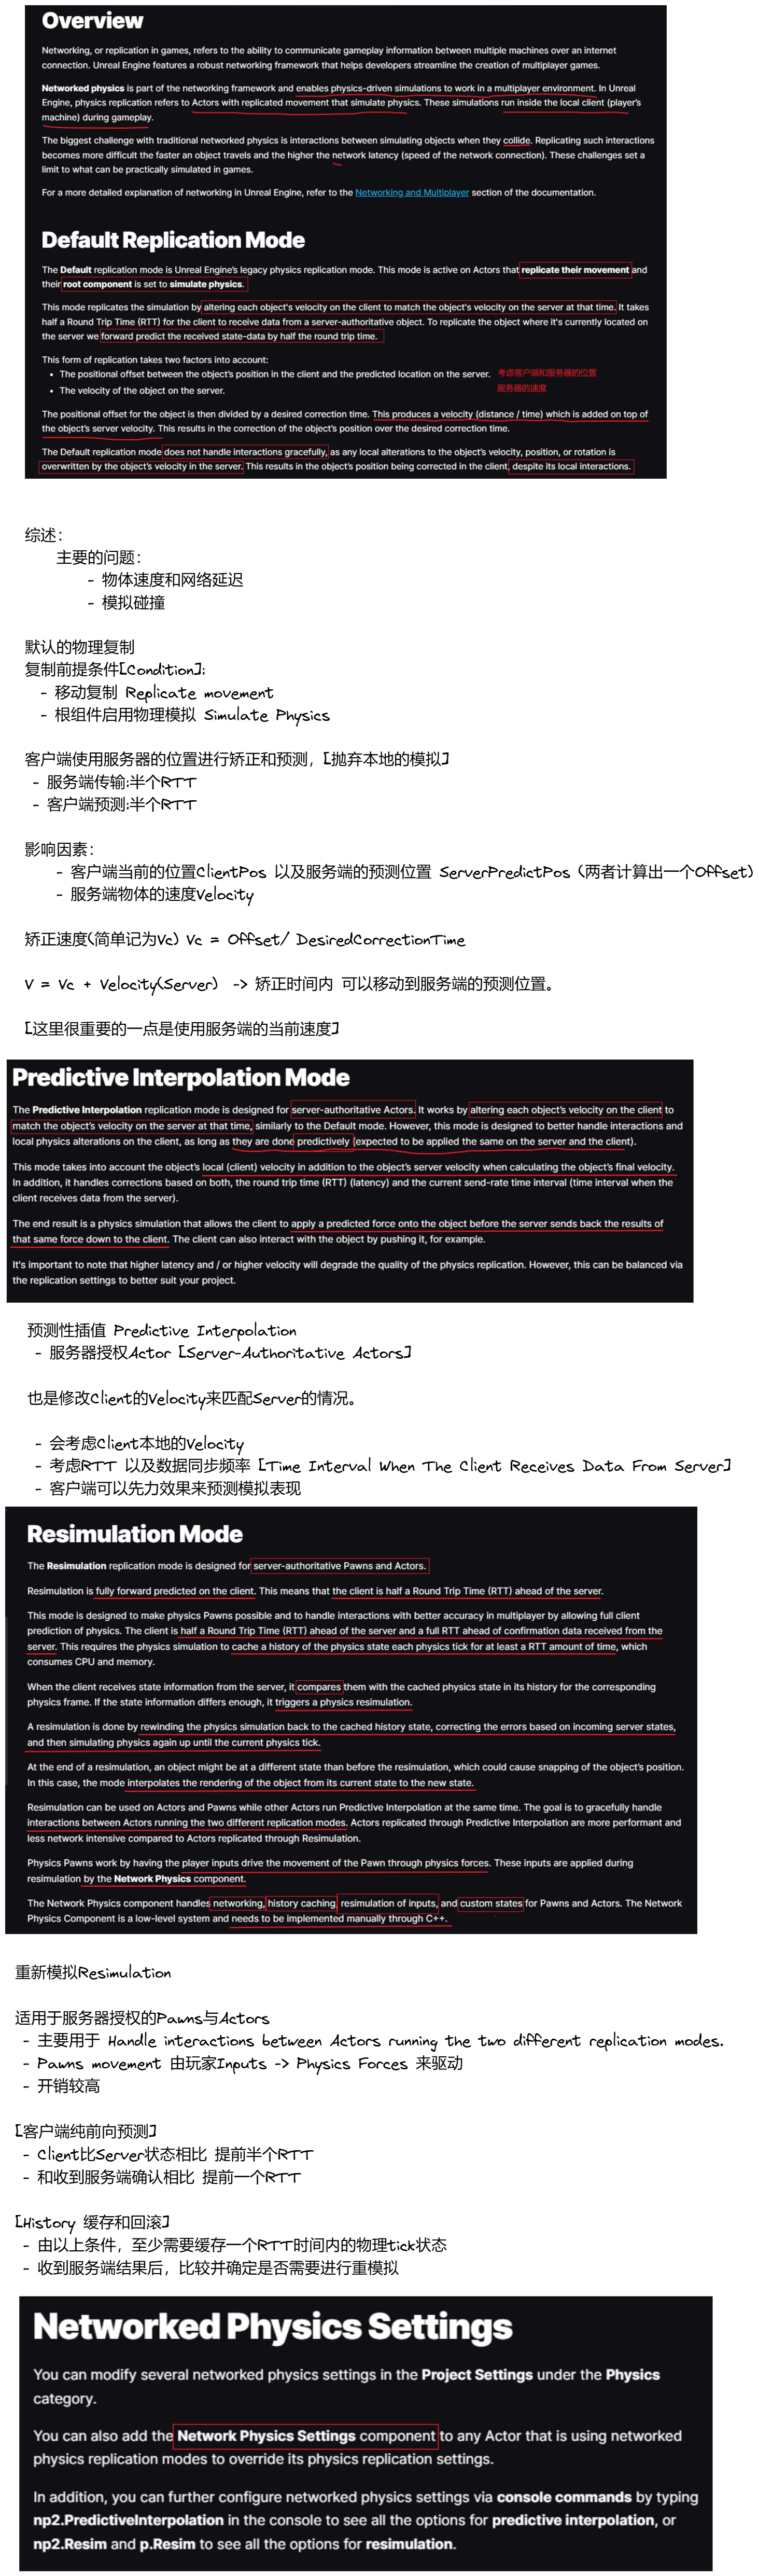 Overview
Networking, or replication in games, refers to the ability to communicate gameplay information between multiple machines over an internet
connection. Unreal Engine features a robust networking framework that helps developers streamline the creation of multiplayer games.
Networked physics is part of the networking framework and enables physics-driven simulations to work in a multiplayer environment. In Unreal
Engine, physics replication refers to Actors with replicated movement that simulate physics. These simulations run inside the local client (player's
machine) during gameplay.
The biggest challenge with traditional networked physics is interactions between simulating objects when they collide. Replicating such interactions
becomes more difficult the faster an object travels and the higher the network latency (speed of the network connection). These challenges set a
limit to what can be practically simulated in games.
For a more detailed explanation of networking in Unreal Engine, refer to the Networking and Multiplayer section of the documentation.
Default Replication Mode
The Default replication mode is Unreal Engine's legacy physics replication mode. This mode is active on Actors that replicate their movement and
their root component is set to simulate physics.
This mode replicates the simulation by altering each object's velocity on the client to match the object's velocity on the server at that time. It takes
half a Round Trip Time (RTT) for the client to receive data from a server-authoritative object. To replicate the object where it's currently located on
the server we forward predict the received state-data by half the round trip time.
This form of replication takes two factors into account:
• The positional offset between the object's position in the client and the predicted location on the server. 考虑客户端和服务器的位置
• The velocity of the object on the server. 服务器的速度
The positional offset for the object is then divided by a desired correction time. This produces a velocity (distance / time) which is added on top of
the object's server velocity. This results in the correction of the object's position over the desired correction time.
The Default replication mode does not handle interactions gracefully, as any local alterations to the object's velocity, position, or rotation is
overwritten by the object's velocity in the server. This results in the object's position being corrected in the client, despite its local interactions.
综述：
主要的问题：
- 物体速度和网络延迟
- 模拟碰撞
默认的物理复制
复制前提条件[Condition]:
- 移动复制 Replicate movement
- 根组件启用物理模拟 Simulate Physics
客户端使用服务器的位置进行矫正和预测，[抛弃本地的模拟]
- 服务端传输:半个RTT
- 客户端预测:半个RTT
影响因素：
- 客户端当前的位置ClientPos 以及服务端的预测位置 ServerPredictPos (两者计算出一个Offset)
- 服务端物体的速度Velocity
矫正速度(简单记为Vc) Vc = Offset/ DesiredCorrectionTime
V = Vc + Velocity(Server) -> 矫正时间内 可以移动到服务端的预测位置。
[这里很重要的一点是使用服务端的当前速度]
Predictive Interpolation Mode
The Predictive Interpolation replication mode is designed for server-authoritative Actors. It works by altering each object's velocity on the client to
match the object's velocity on the server at that time, similarly to the Default mode. However, this mode is designed to better handle interactions and
local physics alterations on the client, as long as they are done predictively (expected to be applied the same on the server and the client).
This mode takes into account the object's local (client) velocity in addition to the object's server velocity when calculating the object's final velocity.
In addition, it handles corrections based on both, the round trip time (RTT) (latency) and the current send-rate time interval (time interval when the
client receives data from the server).
The end result is a physics simulation that allows the client to apply a predicted force onto the object before the server sends back the results of
that same force down to the client. The client can also interact with the object by pushing it, for example.
It's important to note that higher latency and / or higher velocity will degrade the quality of the physics replication. However, this can be balanced via
the replication settings to better suit your project.
预测性插值 Predictive Interpolation
- 服务器授权Actor [Server-Authoritative Actors]
也是修改Client的Velocity来匹配Server的情况。
- 会考虑Client本地的Velocity
- 考虑RTT 以及数据同步频率 [Time Interval When The Client Receives Data From Server]
- 客户端可以先力效果来预测模拟表现
Resimulation Mode
The Resimulation replication mode is designed for server-authoritative Pawns and Actors.
Resimulation is fully forward predicted on the client. This means that the client is half a Round Trip Time (RTT) ahead of the server.
This mode is designed to make physics Pawns possible and to handle interactions with better accuracy in multiplayer by allowing full client
prediction of physics. The client is half a Round Trip Time (RTT) ahead of the server and a full RTT ahead of confirmation data received from the
server. This requires the physics simulation to cache a history of the physics state each physics tick for at least a RTT amount of time, which
consumes CPU and memory.
When the client receives state information from the server, it compares them with the cached physics state in its history for the corresponding
physics frame. If the state information differs enough, it triggers a physics resimulation.
A resimulation is done by rewinding the physics simulation back to the cached history state, correcting the errors based on incoming server states,
and then simulating physics again up until the current physics tick.
At the end of a resimulation, an object might be at a different state than before the resimulation, which could cause snapping of the object's position.
In this case, the mode interpolates the rendering of the object from its current state to the new state.
Resimulation can be used on Actors and Pawns while other Actors run Predictive Interpolation at the same time. The goal is to gracefully handle
interactions between Actors running the two different replication modes. Actors replicated through Predictive Interpolation are more performant and
less network intensive compared to Actors replicated through Resimulation.
Physics Pawns work by having the player inputs drive the movement of the Pawn through physics forces. These inputs are applied during
resimulation by the Network Physics component.
The Network Physics component handles networking, history caching, resimulation of inputs, and custom states for Pawns and Actors. The Network
Physics Component is a low-level system and needs to be implemented manually through C++.
重新模拟Resimulation
适用于服务器授权的Pawns与Actors
- 主要用于 Handle interactions between Actors running the two different replication modes.
- Pawns movement 由玩家Inputs -> Physics Forces 来驱动
- 开销较高
[客户端纯前向预测]
- Client比Server状态相比 提前半个RTT
- 和收到服务端确认相比 提前一个RTT
[History 缓存和回滚]
- 由以上条件，至少需要缓存一个RTT时间内的物理tick状态
- 收到服务端结果后，比较并确定是否需要进行重模拟
Networked Physics Settings
You can modify several networked physics settings in the Project Settings under the Physics
category.
You can also add the Network Physics Settings component to any Actor that is using networked
physics replication modes to override its physics replication settings.
In addition, you can further configure networked physics settings via console commands by typing
np2.PredictiveInterpolation in the console to see all the options for predictive interpolation, or
np2.Resim and p.Resim to see all the options for resimulation.